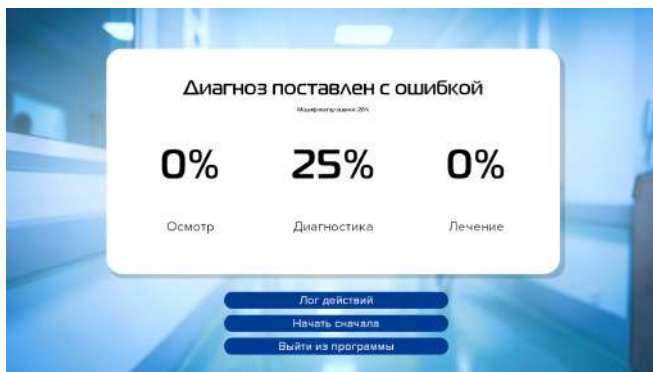 Диагноз поставлен с ошибкой
0% 25% 0%
Осмотр Диагностика Лечение
Лог действий
Начать сначала
Выйти из программы